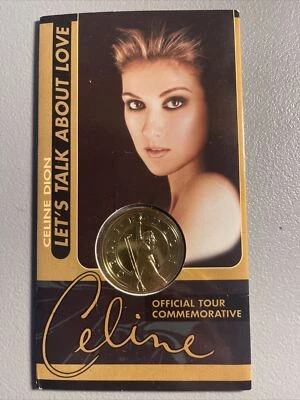 CELINE DION
LET'S TALK ABOUT LOVE
OFFICIAL TOUR
COMMEMORATIVE
Celine